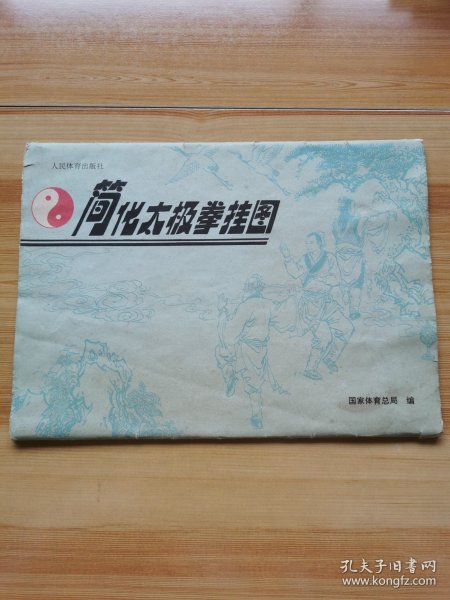 人民体育出版社
简化太极拳挂图
国家体育总局 编
孔夫子旧书网
www.kongfz.com